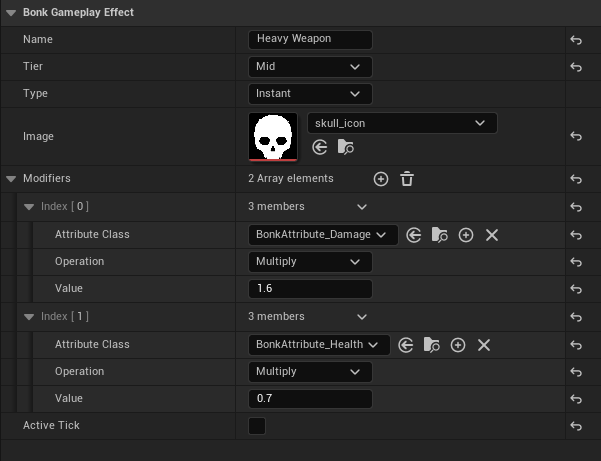 Bonk Gameplay Effect
Name Heavy Weapon
Tier Mid
Type Instant
Image skull_icon
Modifiers 2 Array elements
Index [ 0 ] 3 members
Attribute Class BonkAttribute_Damage
Operation Multiply
Value 1.6
Index [ 1 ] 3 members
Attribute Class BonkAttribute_Health
Operation Multiply
Value 0.7
Active Tick